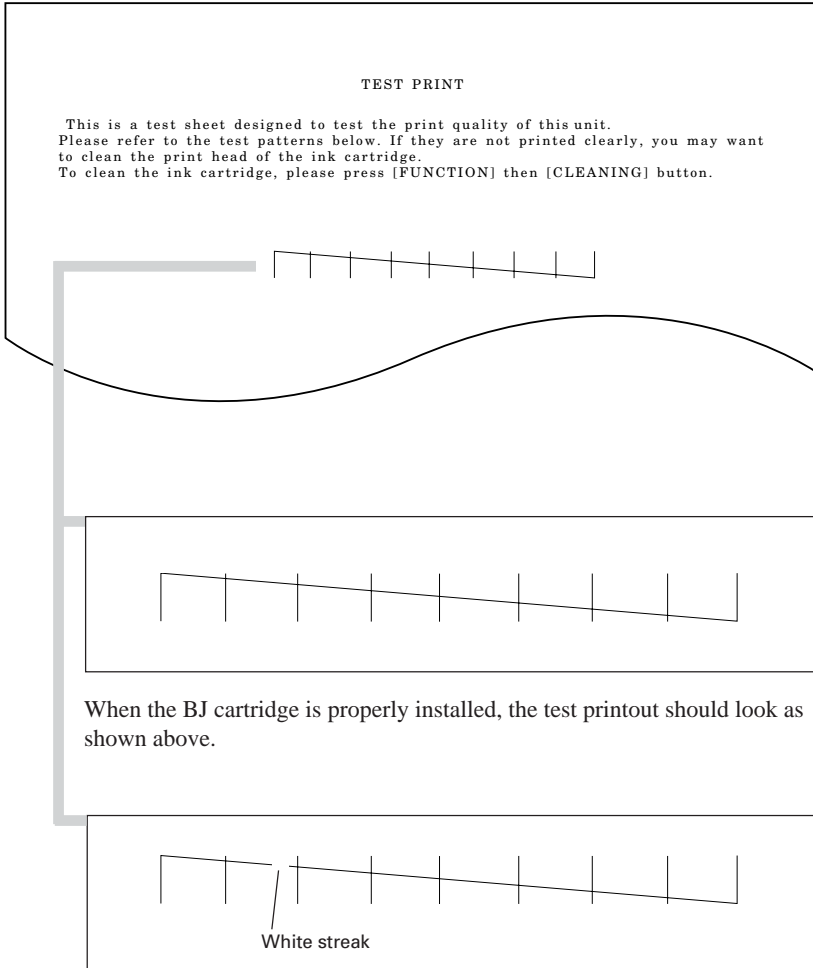 TEST PRINT
This is a test sheet designed to test the print quality of this unit.
Please refer to the test patterns below. If they are not printed clearly, you may want
to clean the print head of the ink cartridge.
To clean the ink cartridge, please press [FUNCTION] then [CLEANING] button.
When the BJ cartridge is properly installed, the test printout should look as
shown above.
White streak